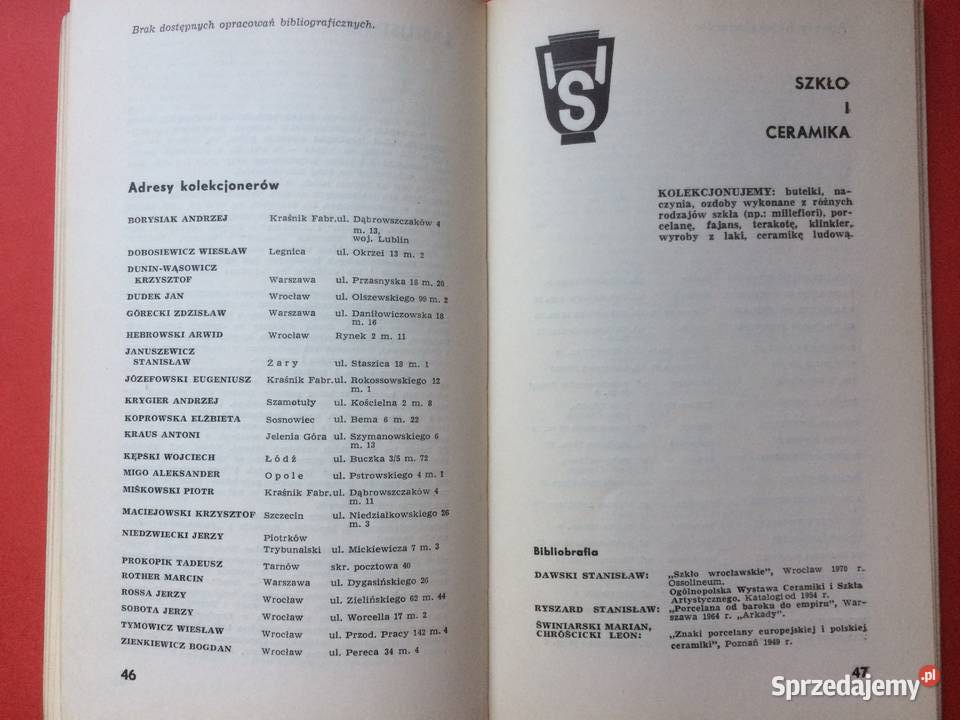 Brak dostępnych opracowań bibliograficznych.
Adresy kolekcjonerów
BORYSIAK ANDRZEJ Kraśnik Fabr.ul. Dąbrowszczaków 4
m. 13,
woj. Lublin
DOBOSIEWICZ WIESŁAW Legnica ul. Okrzei 13 m. 2
DUNIN-WĄSOWICZ
KRZYSZTOF Warszawa ul. Przasnyska 18 m. 20
DUDEK JAN Wrocław ul. Olszewskiego 99 m. 2
GÓRECKI ZDZISŁAW Warszawa ul. Daniłowiczowska 18
m. 16
HEBROWSKI ARWID Wrocław Rynek 2 m. 11
JANUSZEWICZ
STANISŁAW Żary ul. Staszica 18 m. 1
JÓZEFOWSKI EUGENIUSZ Kraśnik Fabr.ul. Rokossowskiego 12
m. 1
KRYGIER ANDRZEJ Szamotuły ul. Kościelna 2 m. 8
KOPROWSKA ELŻBIETA Sosnowiec ul. Bema 6 m. 22
KRAUS ANTONI Jelenia Góra ul. Szymanowskiego 6
m. 13
KĘPSKI WOJCIECH Łódź ul. Buczka 3/5 m. 72
MIGO ALEKSANDER Opole ul. Pstrowskiego 4 m. 1
MIŚKOWSKI PIOTR Kraśnik Fabr.ul. Dąbrowszczaków 4
m. 11
MACIEJOWSKI KRZYSZTOF Szczecin ul. Niedziałkowskiego 26
m. 3
NIEDZWIECKI JERZY Piotrków
Trybunalski ul. Mickiewicza 7 m. 3
PROKOPIK TADEUSZ Tarnów skr. pocztowa 40
ROTHER MARCIN Warszawa ul. Dygasińskiego 26
ROSSA JERZY Wrocław ul. Zielińskiego 62 m. 44
SOBOTA JERZY Wrocław ul. Worcella 17 m. 2
TYMOWICZ WIESŁAW Wrocław ul. Przod. Pracy 142 m. 4
ZIENKIEWICZ BOGDAN Wrocław ul. Pereca 34 m. 4
46
S
SZKŁO
I
CERAMIKA
KOLEKCJONUJEMY: butelki, na-
czynia, ozdoby wykonane z różnych
rodzajów szkła (np.: millefiori), por-
celanę, fajans, terakotę, klinkier,
wyroby z laki, ceramikę ludową.
Bibliobrafia
DAWSKI STANISŁAW: „Szkło wrocławskie", Wrocław 1970 r.
Ossolineum.
Ogólnopolska Wystawa Ceramiki i Szkła
Artystycznego. Katalogi od 1954 r.
RYSZARD STANISŁAW: „Porcelana od baroku do empiru", War-
szawa 1964 r. „Arkady".
ŚWINIARSKI MARIAN,
CHRÓŚCICKI LEON: „Znaki porcelany europejskiej i polskiej
ceramiki", Poznań 1949 r.
47
Sprzedajemy.pl